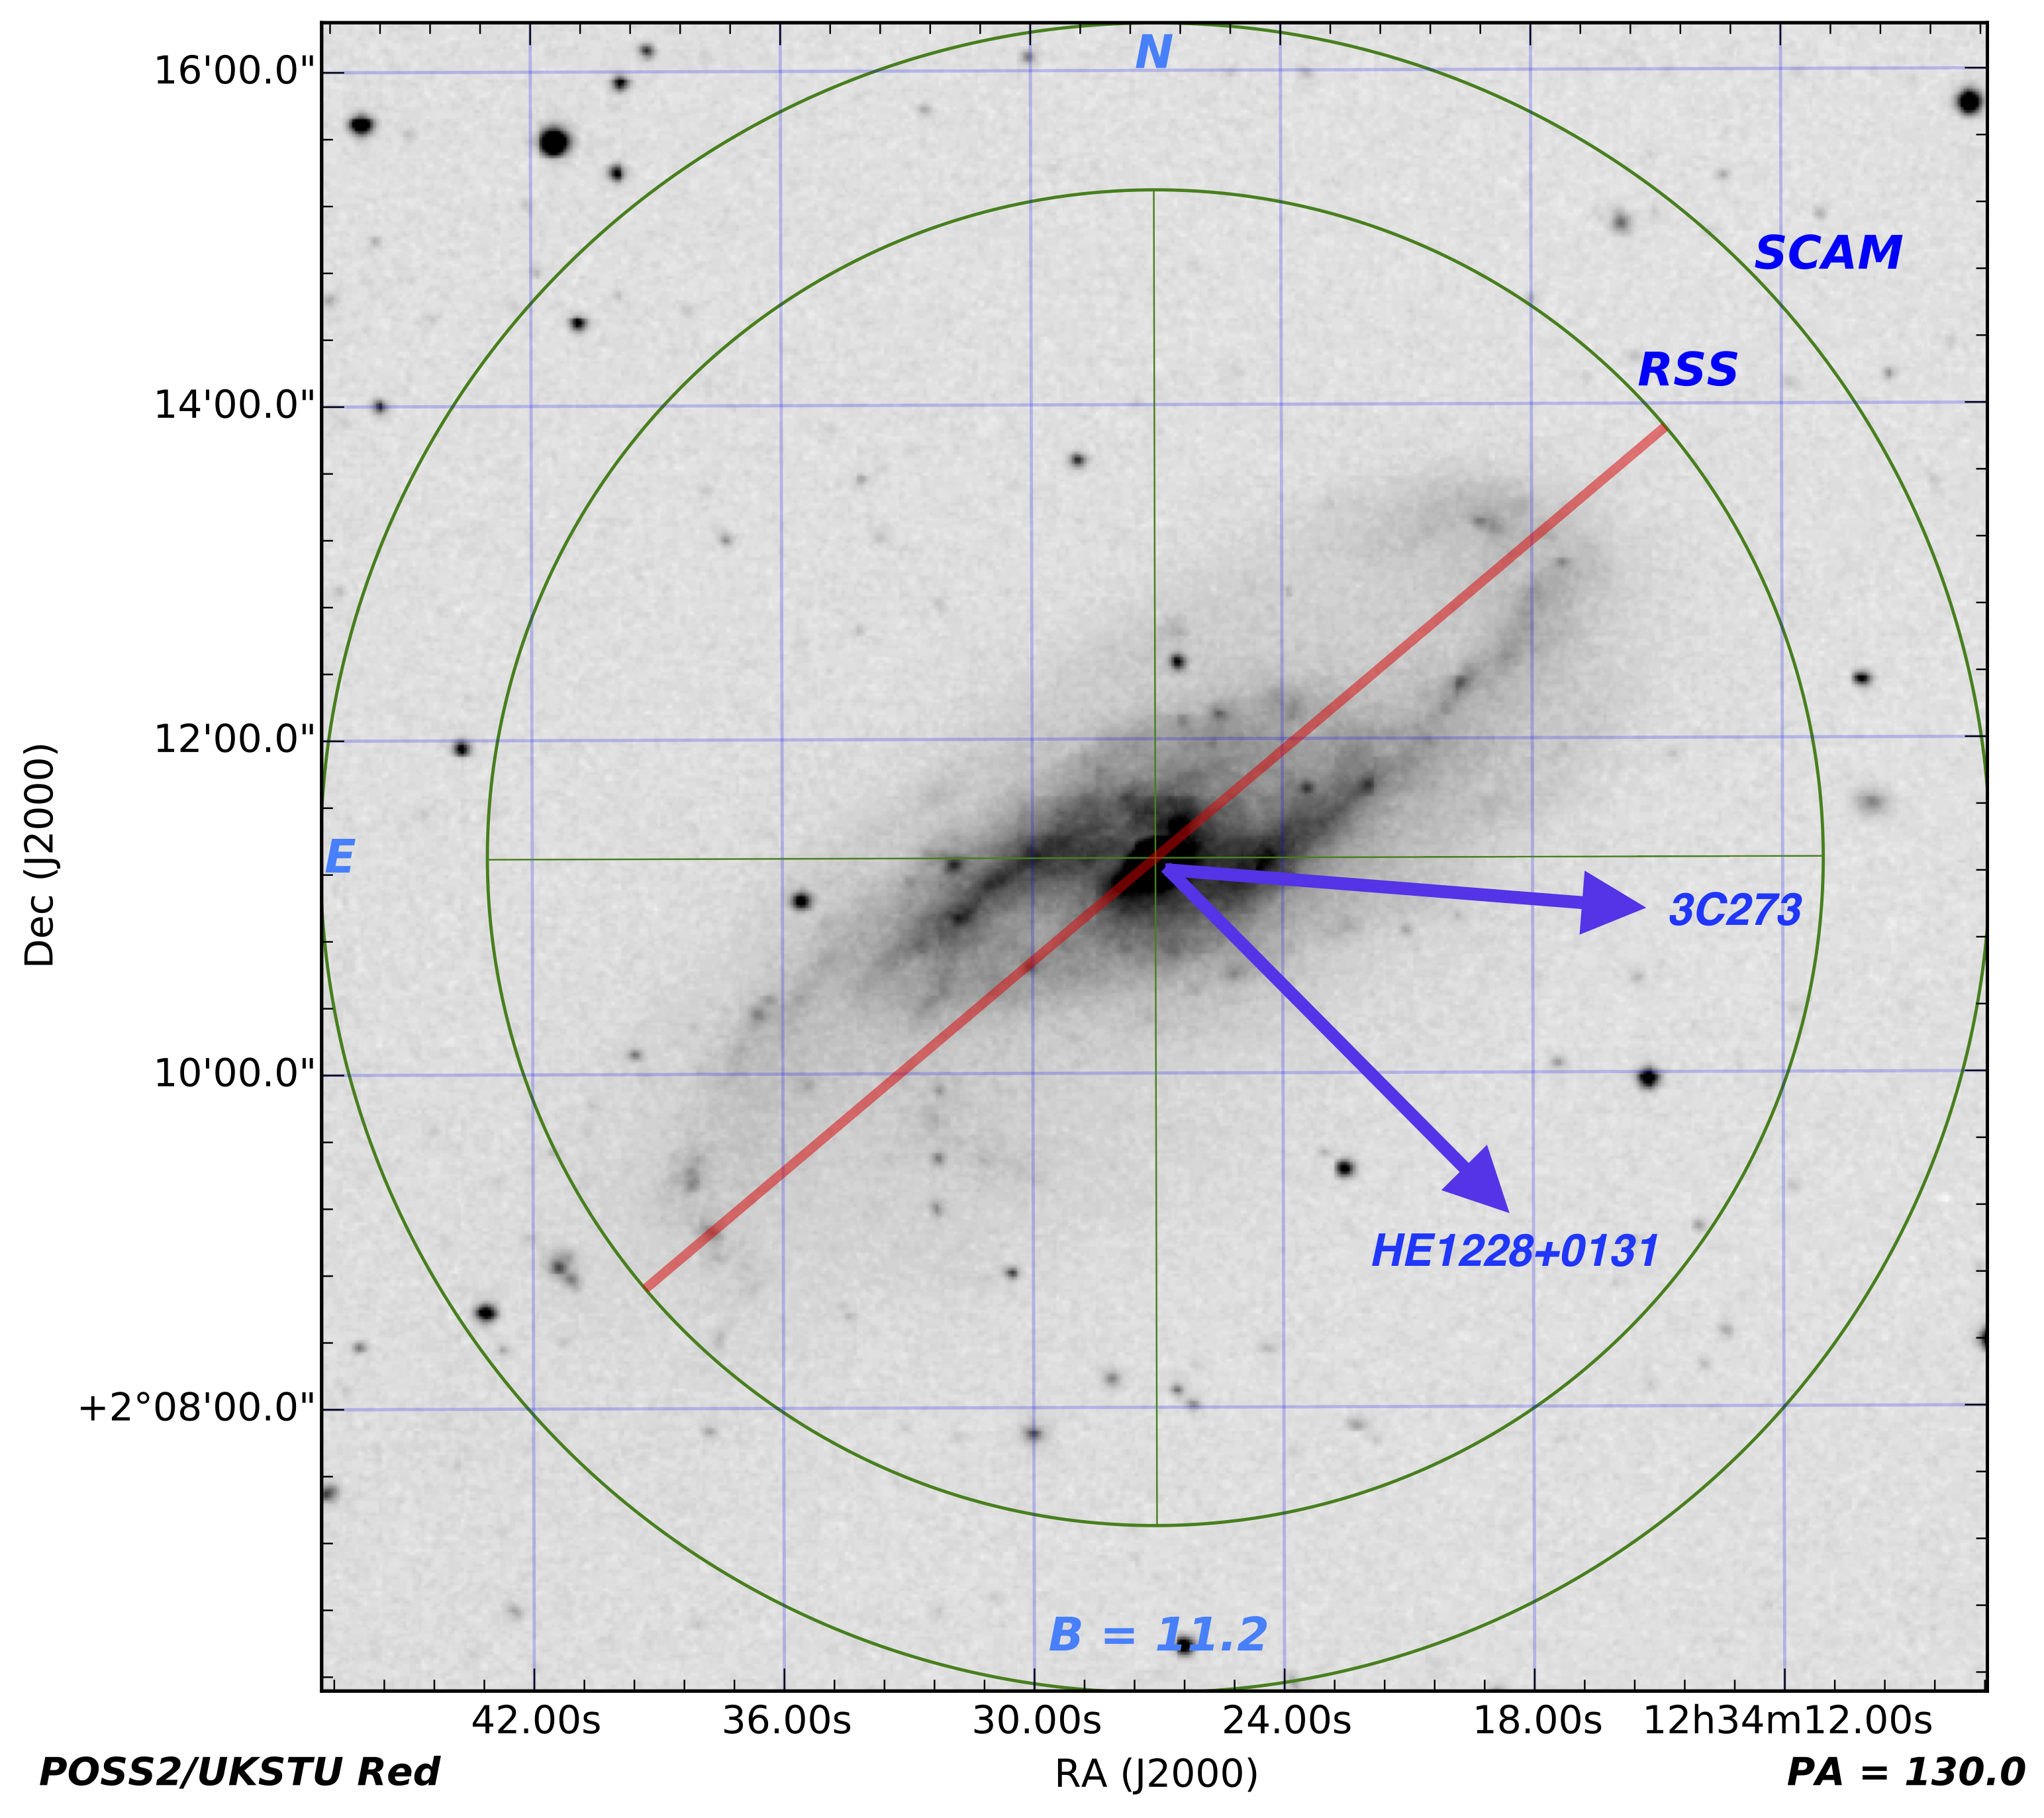 N
16'00.0"
SCAM
RSS
14'00.0"
12'00.0"
Dec (J2000)
E
3C273
10'00.0"
HE1228+0131
+2°08'00.0"
B = 11.2
42.00s 36.00s 30.00s 24.00s 18.00s 12h34m12.00s
POSS2/UKSTU Red RA (J2000) PA = 130.0